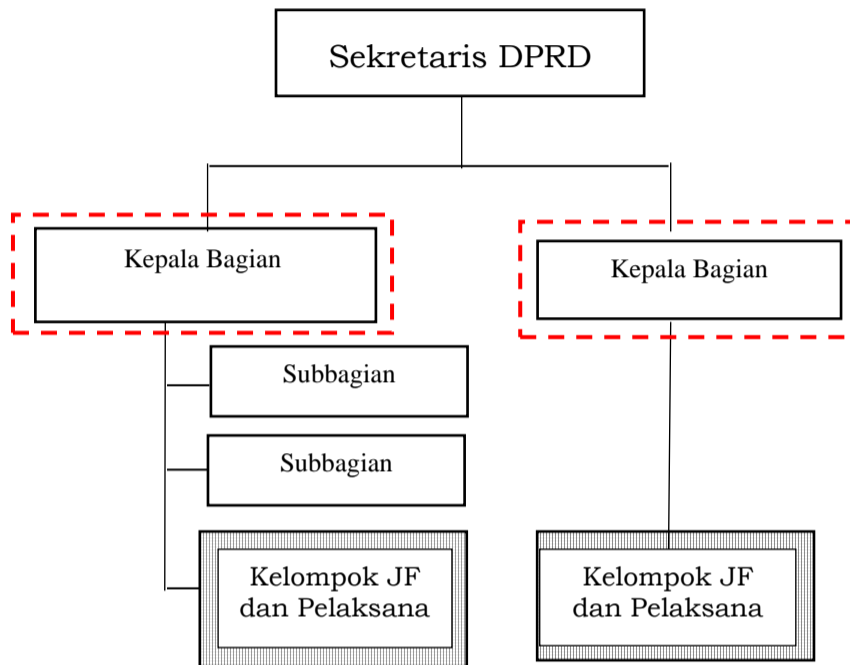 Sekretaris DPRD
Kepala Bagian
Kepala Bagian
Subbagian
Subbagian
Kelompok JF
dan Pelaksana
Kelompok JF
dan Pelaksana